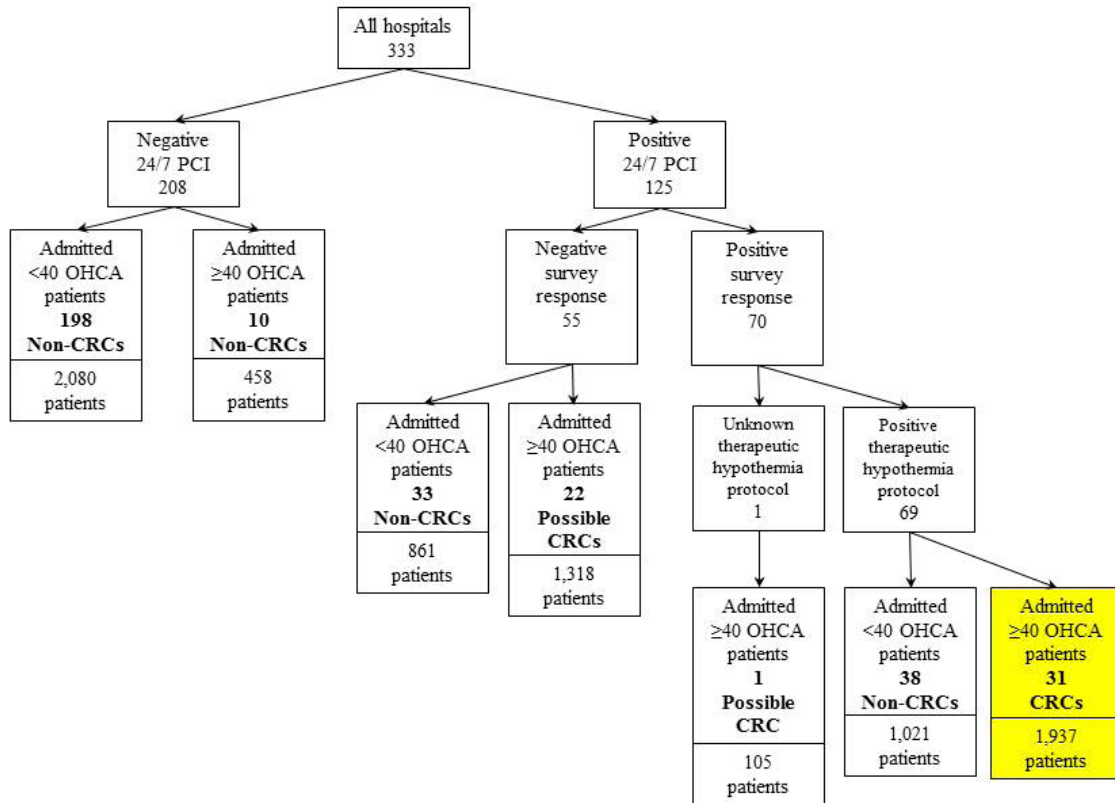 All hospitals
333
Negative
24/7 PCI
208
Positive
24/7 PCI
125
Admitted
<40 OHCA
patients
198
Non-CRCs
2,080
patients
Admitted
≥40 OHCA
patients
10
Non-CRCs
458
patients
Negative
survey
response
55
Positive
survey
response
70
Admitted
<40 OHCA
patients
33
Non-CRCs
861
patients
Admitted
≥40 OHCA
patients
22
Possible
CRCs
1,318
patients
Unknown
therapeutic
hypothermia
protocol
1
Positive
therapeutic
hypothermia
protocol
69
Admitted
≥40 OHCA
patients
1
Possible
CRC
105
patients
Admitted
<40 OHCA
patients
38
Non-CRCs
1,021
patients
Admitted
≥40 OHCA
patients
31
CRCs
1,937
patients